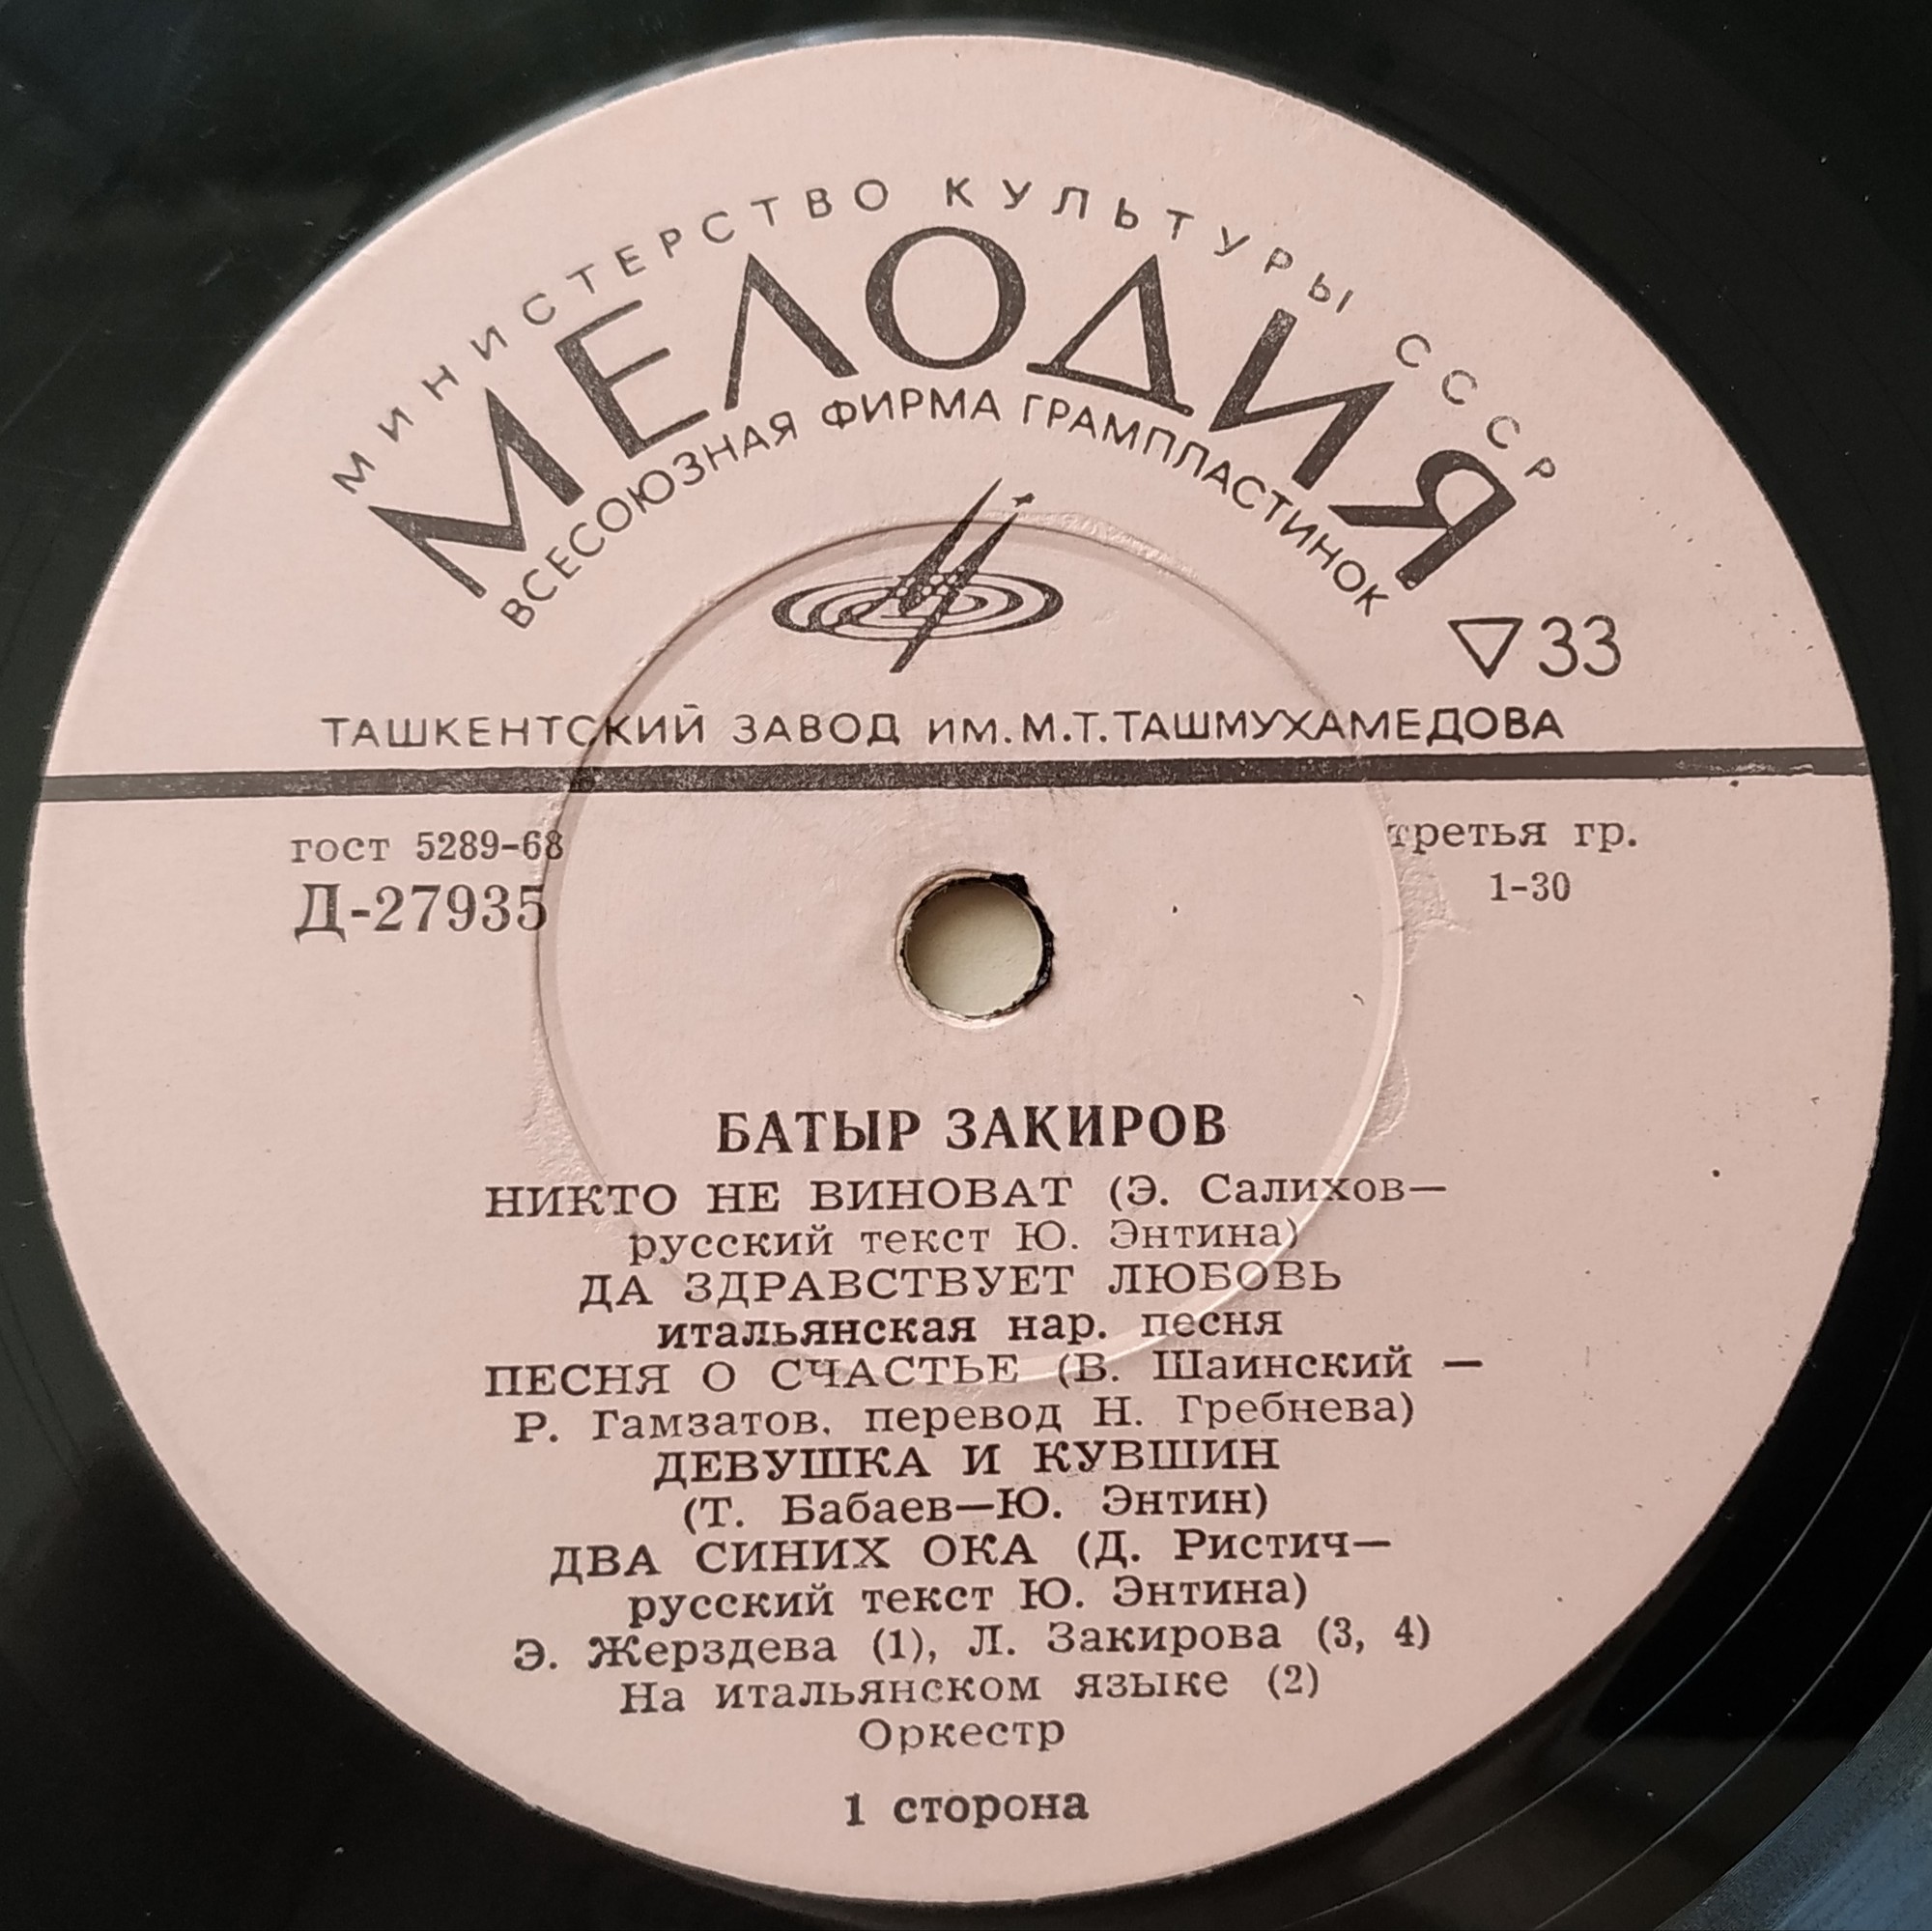 МИНИСТЕРСТВО КУЛЬТУРЫ СССР
МЕЛОДИЯ
ВСЕСОЮЗНАЯ ФИРМА ГРАМПЛАСТИНОК
33
ТАШКЕНТСКИЙ ЗАВОД ИМ. М.Т. ТАШМУХАМЕДОВА
гост 5289-68
Д-27935
третья гр.
1-30
БАТЫР ЗАКИРОВ
НИКТО НЕ ВИНОВАТ (Э. Салихов—
русский текст Ю. Энтина)
ДА ЗДРАВСТВУЕТ ЛЮБОВЬ
итальянская нар. песня
ПЕСНЯ О СЧАСТЬЕ (В. Шаинский —
Р. Гамзатов, перевод Н. Гребнева)
ДЕВУШКА И КУВШИН
(Т. Бабаев—Ю. Энтин)
ДВА СИНИХ ОКА (Д. Ристич—
русский текст Ю. Энтина)
Э. Жерздева (1), Л. Закирова (3, 4)
На итальянском языке (2)
Оркестр
1 сторона